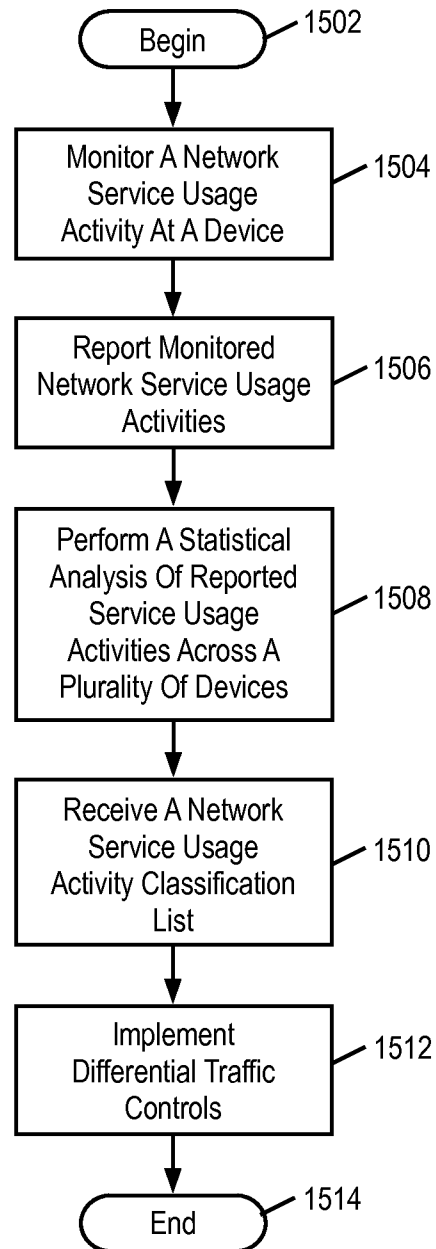 Begin
1502
Monitor A Network
Service Usage
Activity At A Device
1504
Report Monitored
Network Service Usage
Activities
1506
Perform A Statistical
Analysis Of Reported
Service Usage
Activities Across A
Plurality Of Devices
1508
Receive A Network
Service Usage
Activity Classification
List
1510
Implement
Differential Traffic
Controls
1512
End
1514